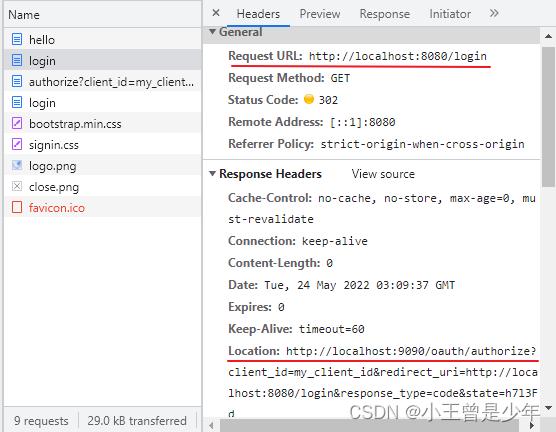 Name
hello
login
authorize?client_id=my_client...
login
bootstrap.min.css
signin.css
logo.png
close.png
favicon.ico
9 requests
29.0 kB transferred
Headers
Preview
Response
Initiator
General
Request URL: http://localhost:8080/login
Request Method: GET
Status Code: 302
Remote Address: [::1]:8080
Referrer Policy: strict-origin-when-cross-origin
Response Headers
View source
Cache-Control: no-cache, no-store, max-age=0, mu
st-revalidate
Connection: keep-alive
Content-Length: 0
Date: Tue, 24 May 2022 03:09:37 GMT
Expires: 0
Keep-Alive: timeout=60
Location: http://localhost:9090/oauth/authorize?
client_id=my_client_id&redirect_uri=http://loca
lhost:8080/login&response_type=code&state=h7l3F
d
CSDN @小王曾是少年